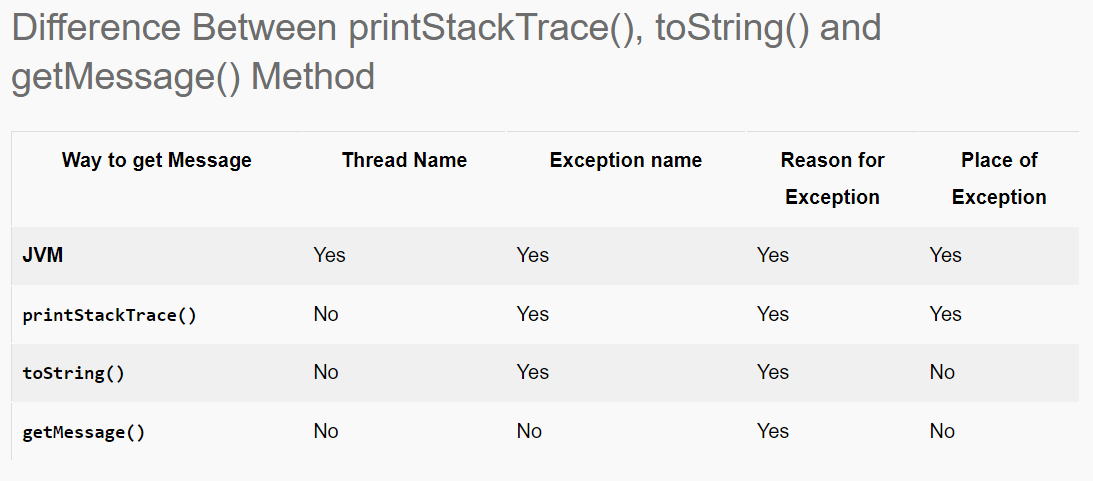 Difference Between printStackTrace(), toString() and
getMessage() Method
Way to get Message Thread Name Exception name Reason for Exception Place of Exception
JVM Yes Yes Yes Yes
printStackTrace() No Yes Yes Yes
toString() No Yes Yes No
getMessage() No No Yes No